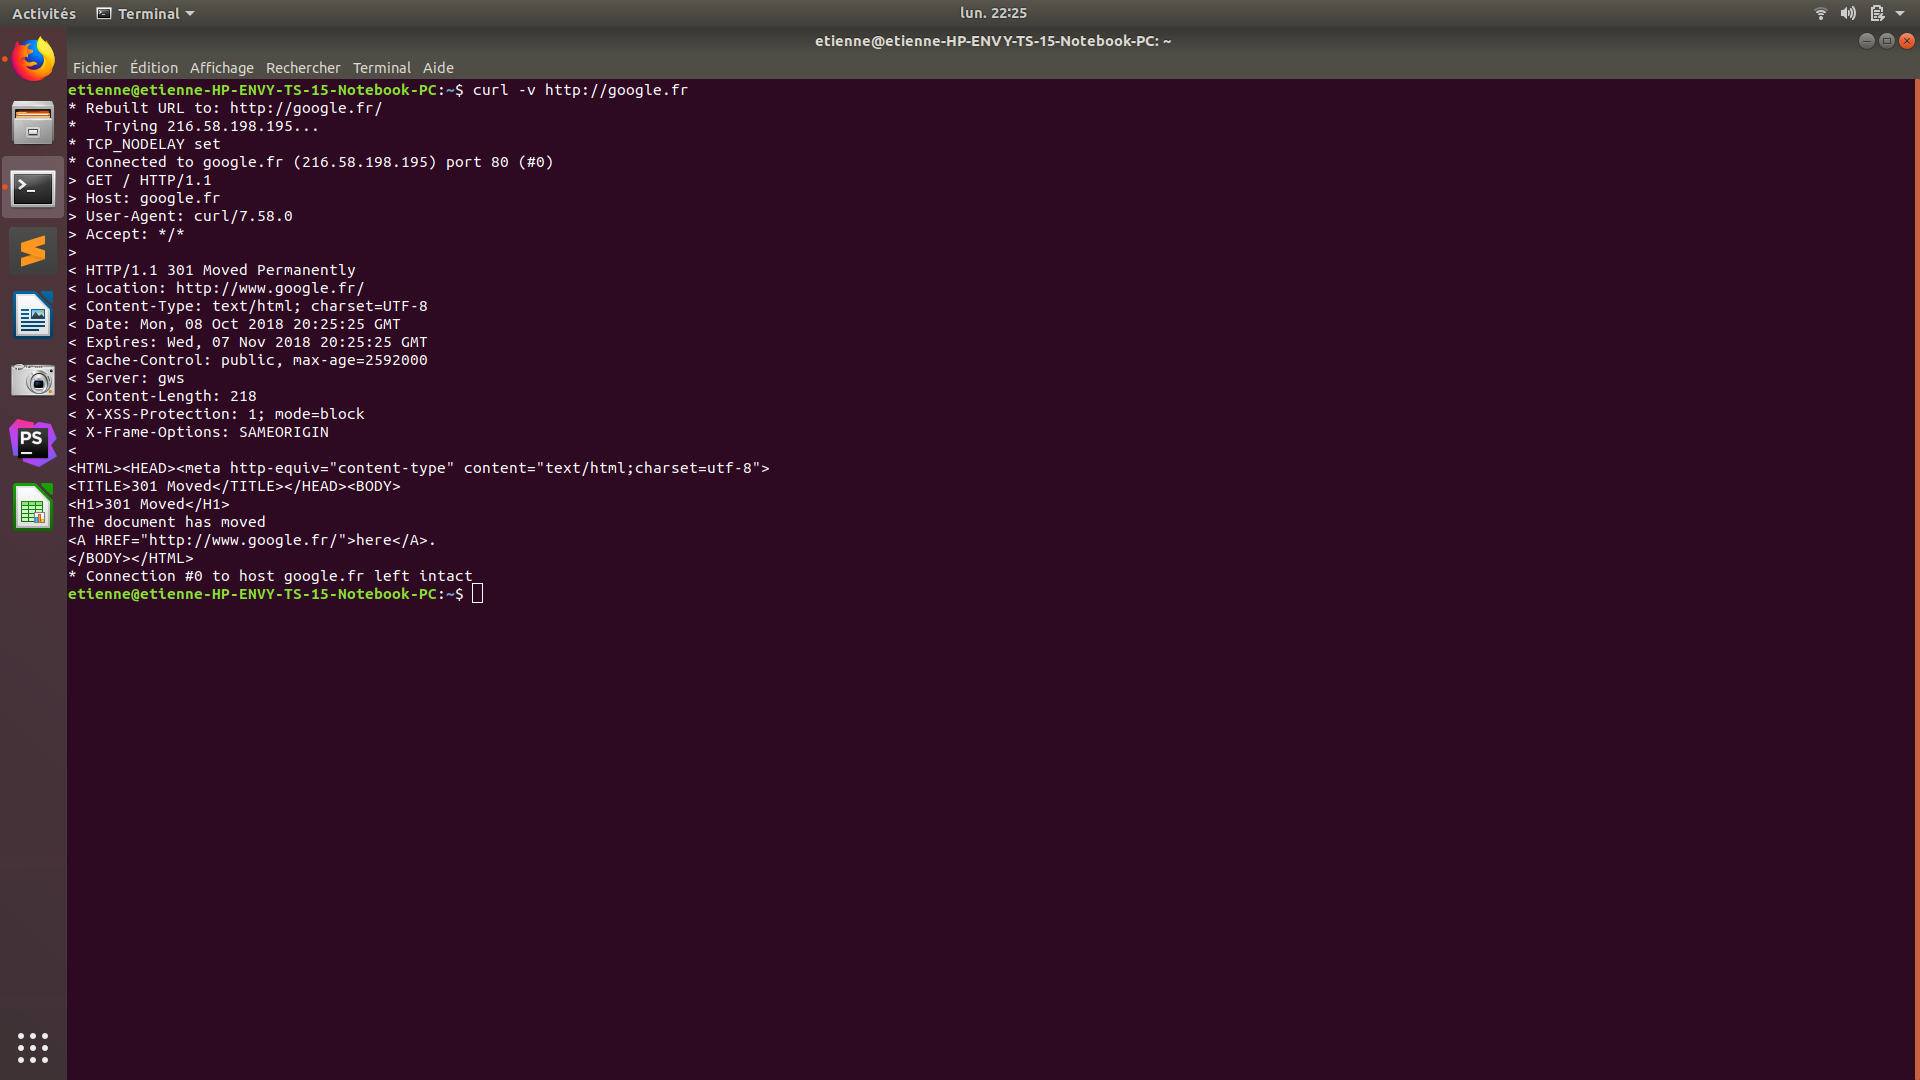 Activités Terminal lun. 22:25
etienne@etienne-HP-ENVY-TS-15-Notebook-PC: ~
Fichier Édition Affichage Rechercher Terminal Aide
etienne@etienne-HP-ENVY-TS-15-Notebook-PC:~$ curl -v http://google.fr
* Rebuilt URL to: http://google.fr/
*   Trying 216.58.198.195...
* TCP_NODELAY set
* Connected to google.fr (216.58.198.195) port 80 (#0)
> GET / HTTP/1.1
> Host: google.fr
> User-Agent: curl/7.58.0
> Accept: */*
>
< HTTP/1.1 301 Moved Permanently
< Location: http://www.google.fr/
< Content-Type: text/html; charset=UTF-8
< Date: Mon, 08 Oct 2018 20:25:25 GMT
< Expires: Wed, 07 Nov 2018 20:25:25 GMT
< Cache-Control: public, max-age=2592000
< Server: gws
< Content-Length: 218
< X-XSS-Protection: 1; mode=block
< X-Frame-Options: SAMEORIGIN
<
<HTML><HEAD><meta http-equiv="content-type" content="text/html;charset=utf-8">
<TITLE>301 Moved</TITLE></HEAD><BODY>
<H1>301 Moved</H1>
The document has moved
<A HREF="http://www.google.fr/">here</A>.
</BODY></HTML>
* Connection #0 to host google.fr left intact
etienne@etienne-HP-ENVY-TS-15-Notebook-PC:~$
PS